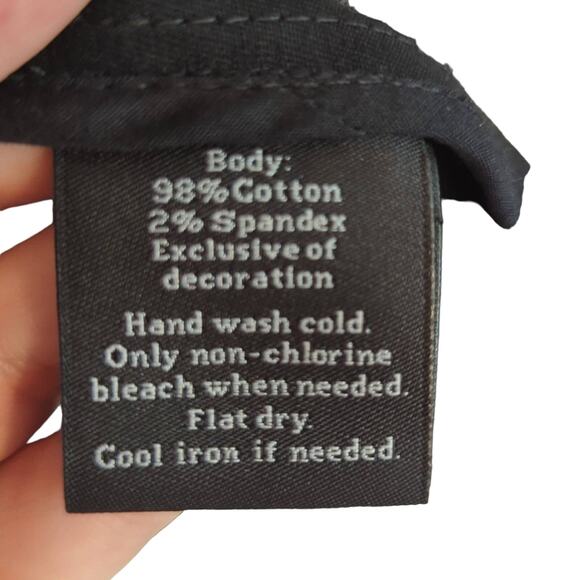 Body:
98% Cotton
2% Spandex
Exclusive of
decoration
Hand wash cold.
Only non-chlorine
bleach when needed.
Flat dry.
Cool iron if needed.